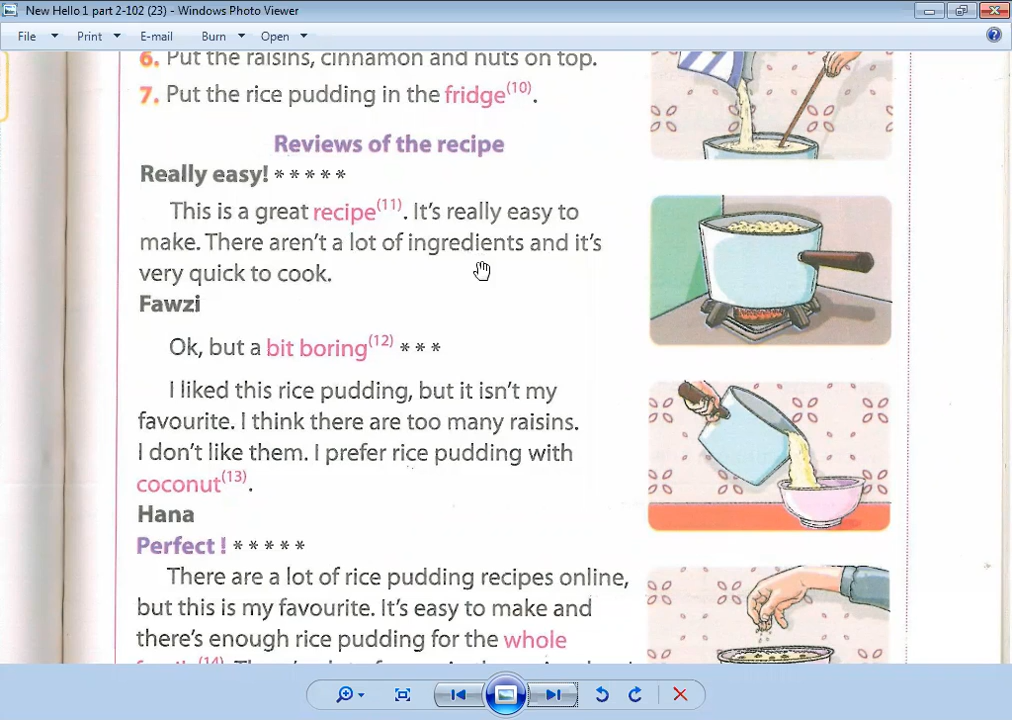 New Hello 1 part 2-102 (23) - Windows Photo Viewer
File Print E-mail Burn Open
6. Put the raisins, cinnamon and nuts on top.
7. Put the rice pudding in the fridge(10).
Reviews of the recipe
Really easy! *****
This is a great recipe(11). It's really easy to
make. There aren't a lot of ingredients and it's
very quick to cook.
Fawzi
Ok, but a bit boring(12) ***
I liked this rice pudding, but it isn't my
favourite. I think there are too many raisins.
I don't like them. I prefer rice pudding with
coconut(13).
Hana
Perfect ! *****
There are a lot of rice pudding recipes online,
but this is my favourite. It's easy to make and
there's enough rice pudding for the whole
(14).